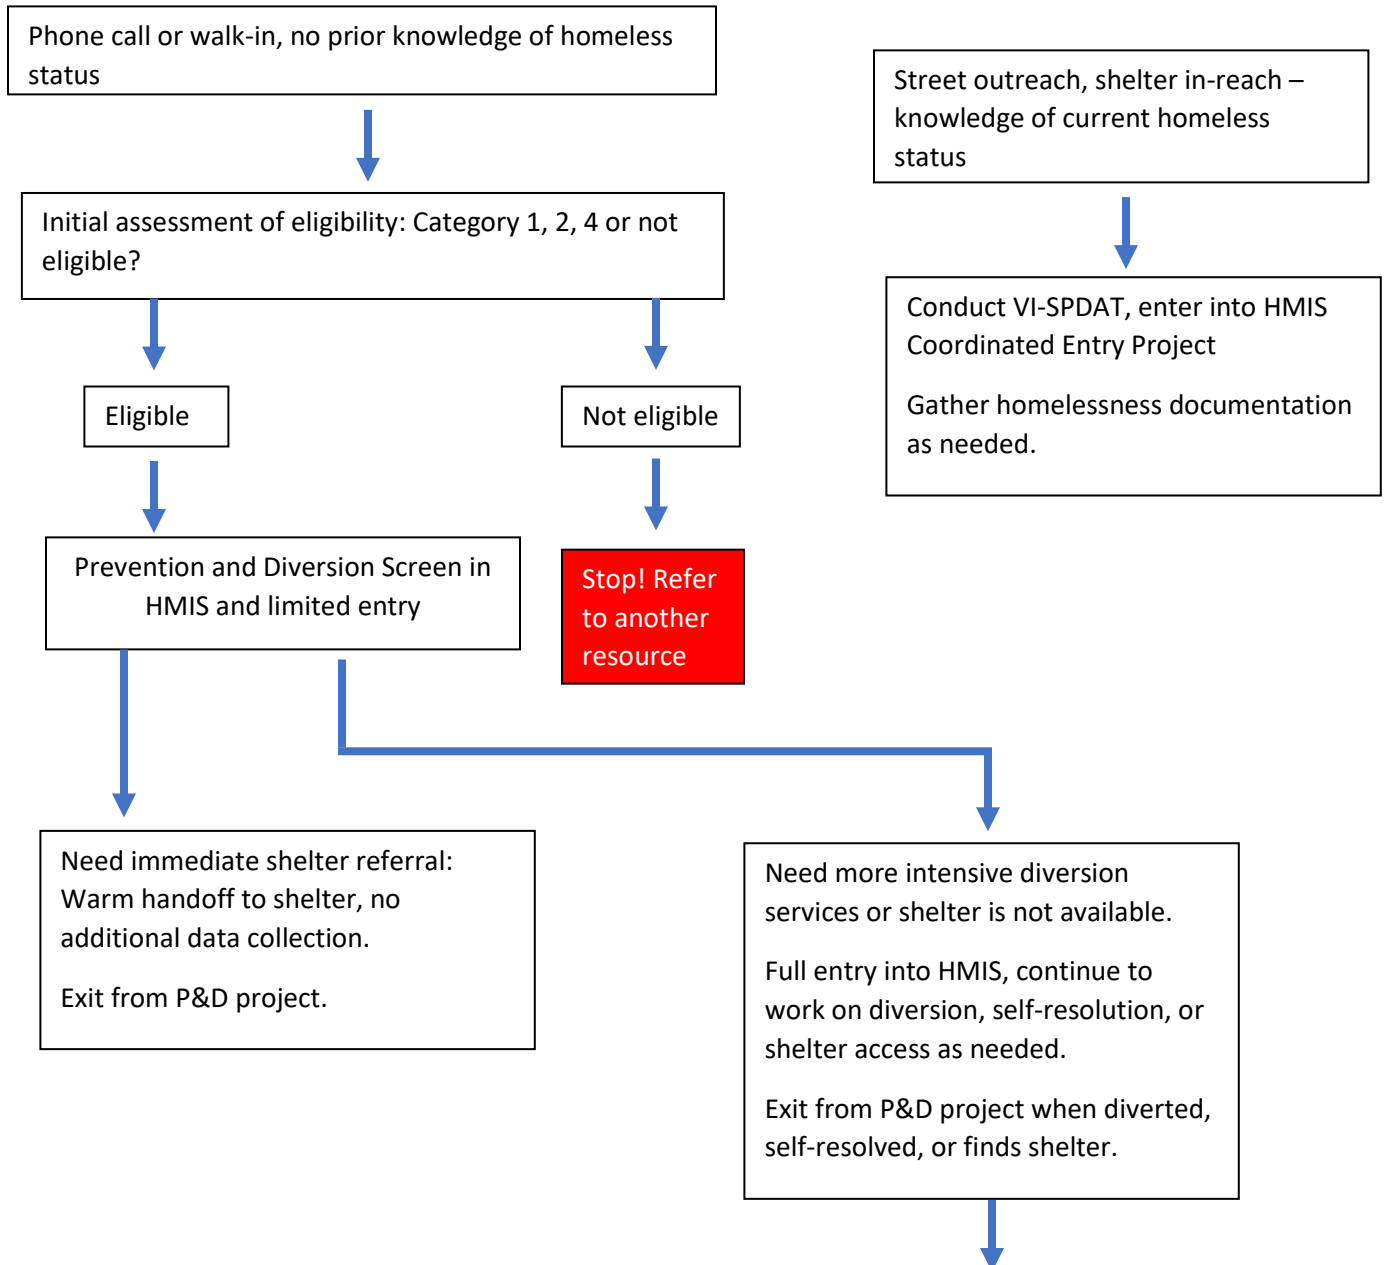 Phone call or walk-in, no prior knowledge of homeless
status
Street outreach, shelter in-reach –
knowledge of current homeless
status
Initial assessment of eligibility: Category 1, 2, 4 or not
eligible?
Conduct VI-SPDAT, enter into HMIS
Coordinated Entry Project
Gather homelessness documentation
as needed.
Eligible
Not eligible
Prevention and Diversion Screen in
HMIS and limited entry
Stop! Refer
to another
resource
Need immediate shelter referral:
Warm handoff to shelter, no
additional data collection.
Exit from P&D project.
Need more intensive diversion
services or shelter is not available.
Full entry into HMIS, continue to
work on diversion, self-resolution, or
shelter access as needed.
Exit from P&D project when diverted,
self-resolved, or finds shelter.